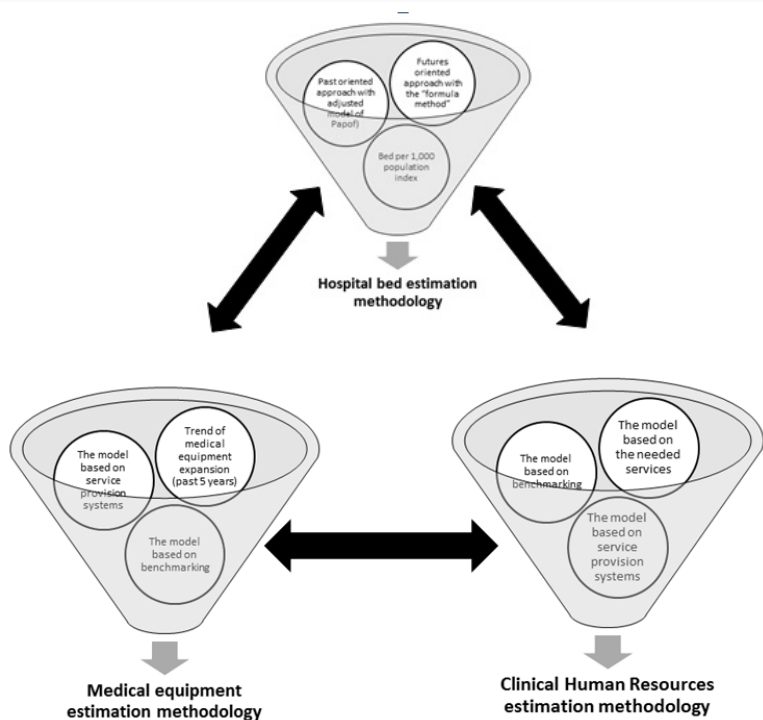 Past oriented
approach with
adjusted
model of
Papof)
Futures
oriented
approach with
the "formula
method"
Bed per 1,000
population
index
Hospital bed estimation
methodology
The model
based on
service
provision
systems
Trend of
medical
equipment
expansion
(past 5 years)
The model
based on
benchmarking
Medical equipment
estimation methodology
The model
based on
benchmarking
The model
based on
the needed
services
The model
based on
service
provision
systems
Clinical Human Resources
estimation methodology